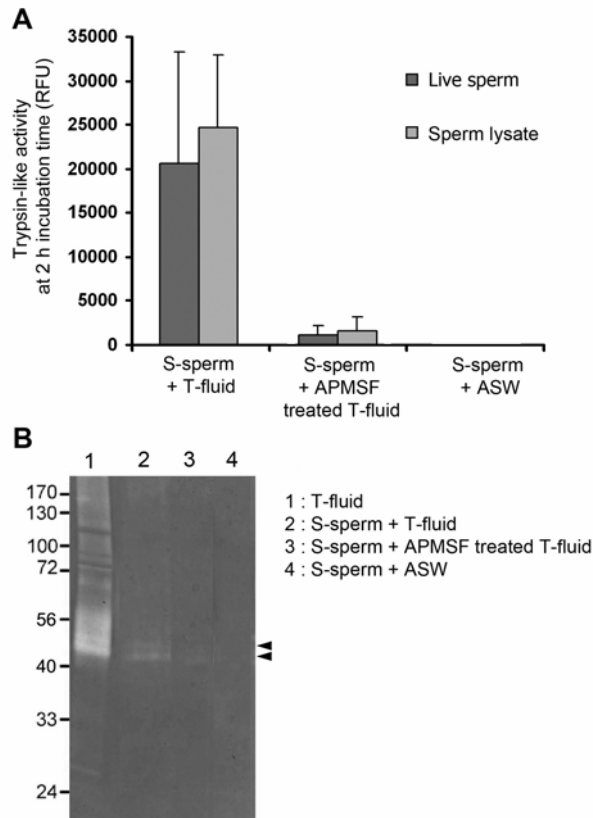 A
Trypsin-like activity
at 2 h incubation time (RFU)
35000
30000
25000
20000
15000
10000
5000
0
Live sperm
Sperm lysate
S-sperm
+ T-fluid
S-sperm
+ APMSF
treated T-fluid
S-sperm
+ ASW
B
1 2 3 4
170
130
100
72
56
40
33
24
1 : T-fluid
2 : S-sperm + T-fluid
3 : S-sperm + APMSF treated T-fluid
4 : S-sperm + ASW